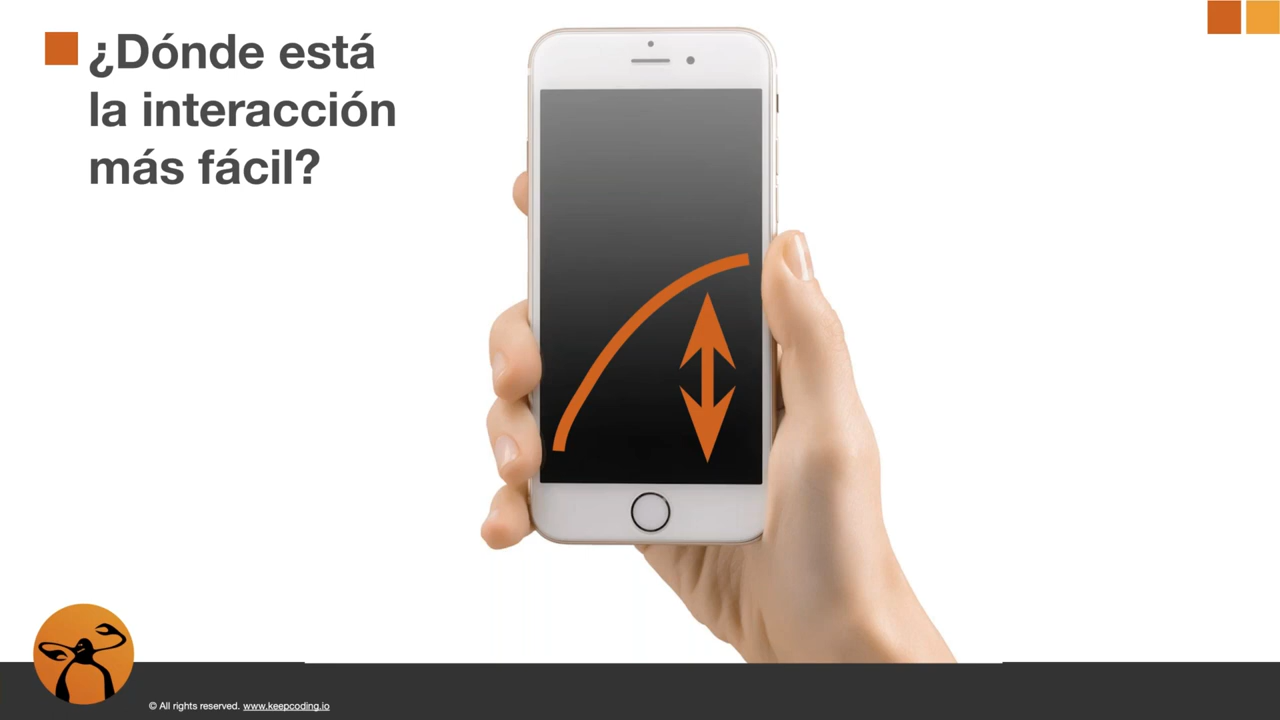 ¿Dónde está
la interacción
más fácil?
© All rights reserved. www.keepcoding.io